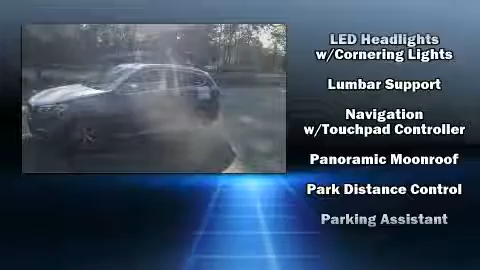 LED Headlights
w/Cornering Lights
Lumbar Support
Navigation
w/Touchpad Controller
Panoramic Moonroof
Park Distance Control
Parking Assistant